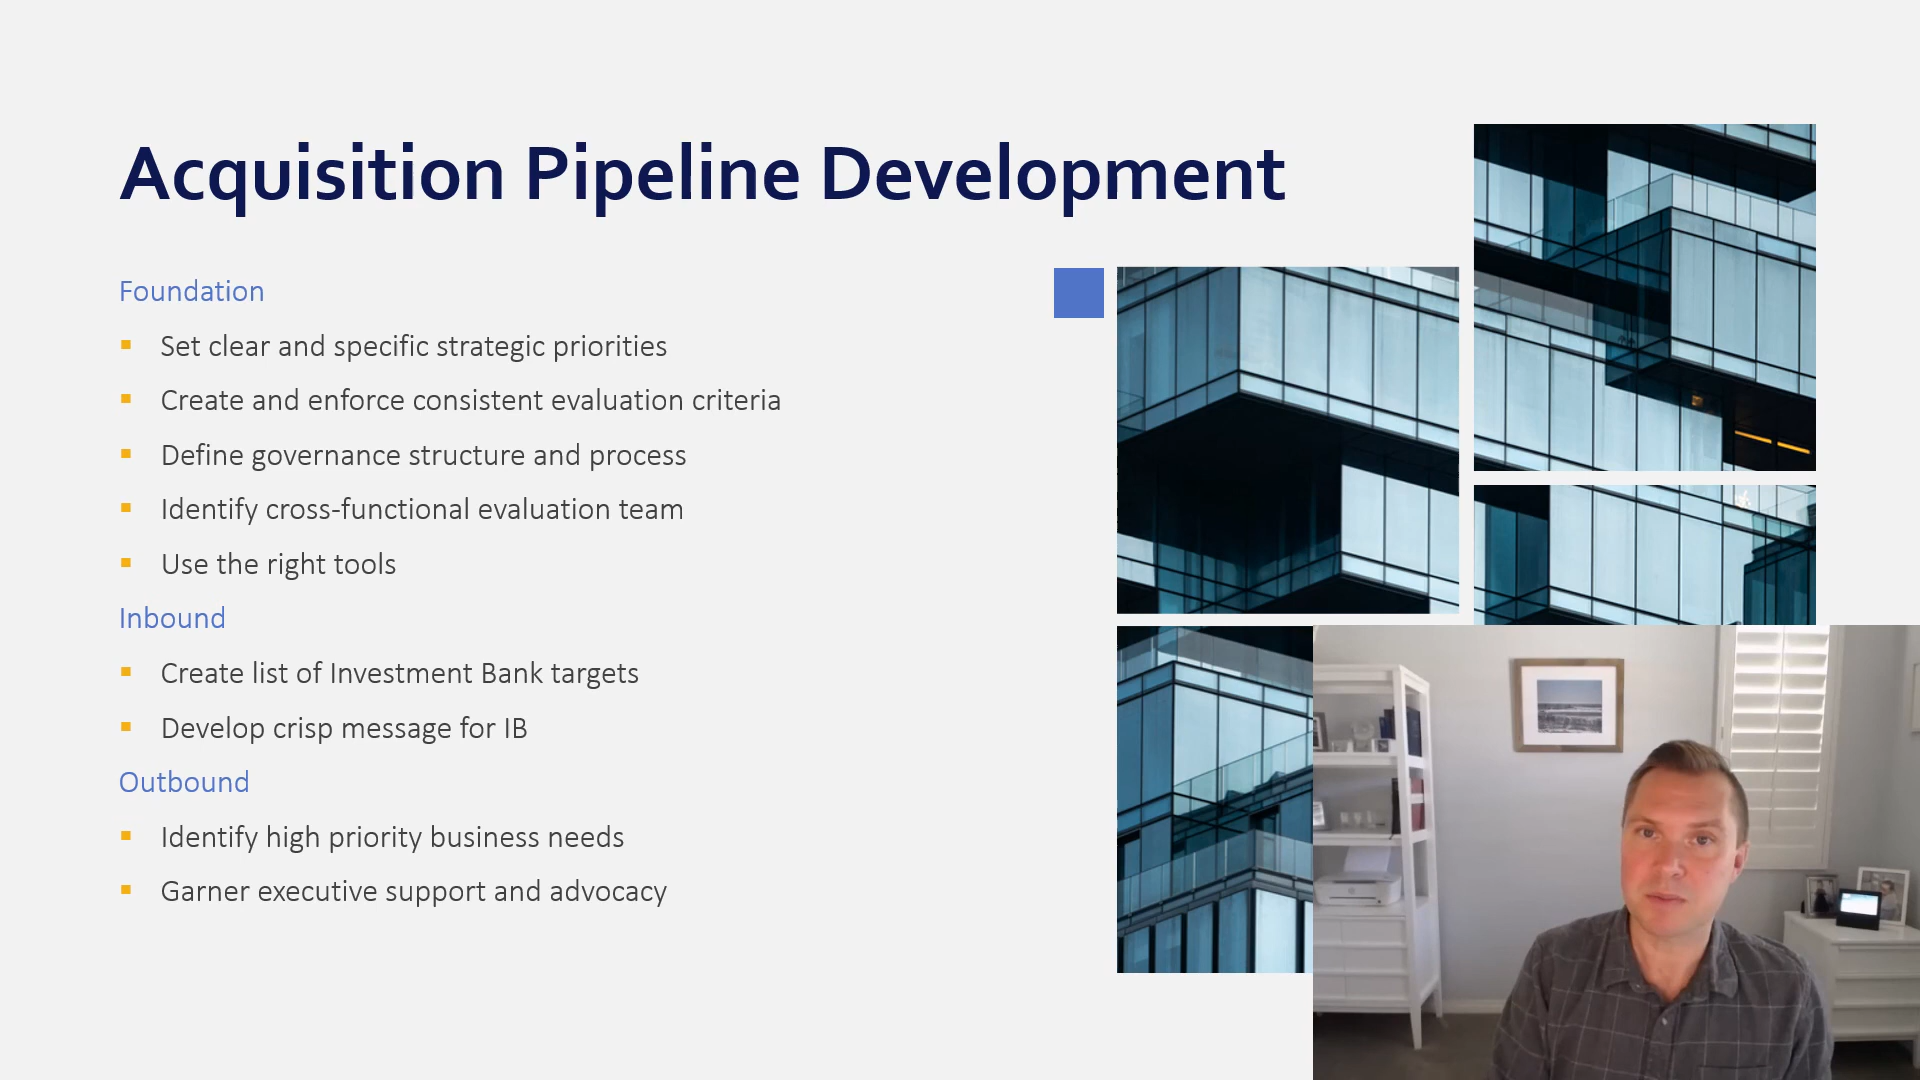 Acquisition Pipeline Development
Foundation
Set clear and specific strategic priorities
Create and enforce consistent evaluation criteria
Define governance structure and process
Identify cross-functional evaluation team
Use the right tools
Inbound
Create list of Investment Bank targets
Develop crisp message for IB
Outbound
Identify high priority business needs
Garner executive support and advocacy